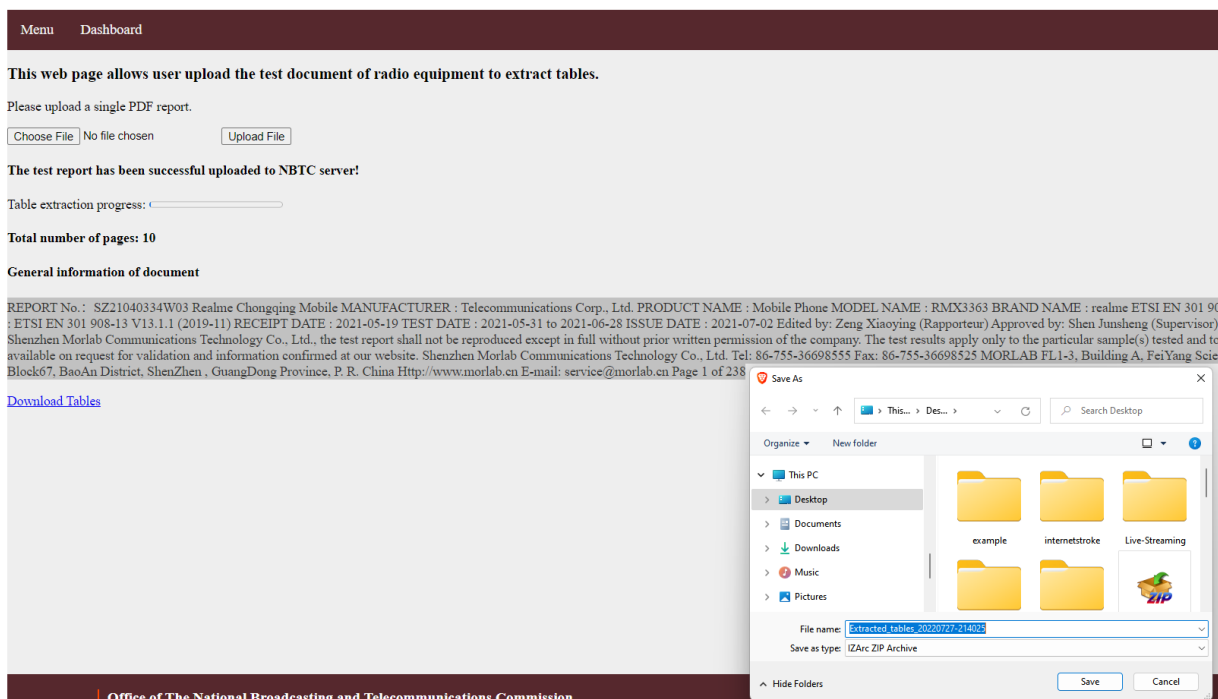 Menu Dashboard
This web page allows user upload the test document of radio equipment to extract tables.
Please upload a single PDF report.
Choose File No file chosen Upload File
The test report has been successful uploaded to NBTC server!
Table extraction progress:
Total number of pages: 10
General information of document
REPORT No.: SZ21040334W03 Realme Chongqing Mobile MANUFACTURER : Telecommunications Corp., Ltd. PRODUCT NAME : Mobile Phone MODEL NAME : RMX3363 BRAND NAME : realme ETSI EN 301
: ETSI EN 301 908-13 V13.1.1 (2019-11) RECEIPT DATE : 2021-05-19 TEST DATE : 2021-05-31 to 2021-06-28 ISSUE DATE : 2021-07-02 Edited by: Zeng Xiaoying (Rapporteur) Approved by: Shen Junsheng (Supervisor)
Shenzhen Morlab Communications Technology Co., Ltd., the test report shall not be reproduced except in full without prior written permission of the company. The test results apply only to the particular sample(s) tested and to
available on request for validation and information confirmed at our website. Shenzhen Morlab Communications Technology Co., Ltd. Tel: 86-755-36698555 Fax: 86-755-36698525 MORLAB FL1-3, Building A, FeiYang
Block67, BaoAn District, ShenZhen , GuangDong Province, P. R. China Http://www.morlab.cn E-mail: service@morlab.cn Page 1 of 238
Download Tables
Save As
This... Des...
Search Desktop
Organize New folder
This PC
Desktop
Documents
Downloads
Music
Pictures
example internetstroke Live-Streaming
ZIP
File name: Extracted_tables_20220727-214025
Save as type: IZArc ZIP Archive
Hide Folders Save Cancel
Office of The National Broadcasting and Telecommunications Commission